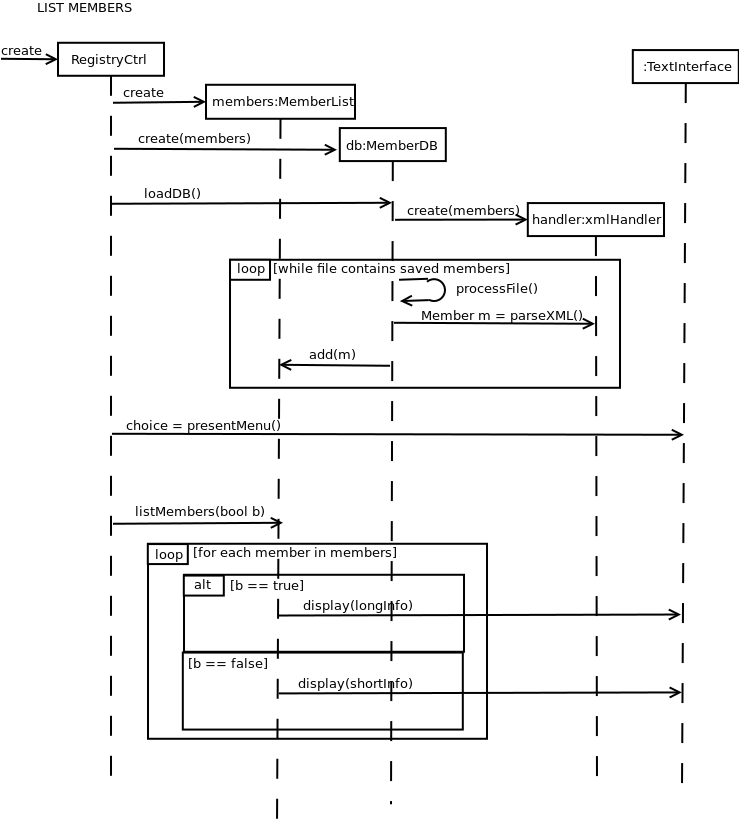 LIST MEMBERS
create
RegistryCtrl
:TextInterface
create
members:MemberList
create(members)
db:MemberDB
loadDB()
create(members)
handler:xmlHandler
loop [while file contains saved members]
processFile()
Member m = parseXML()
add(m)
choice = presentMenu()
listMembers(bool b)
loop [for each member in members]
alt [b == true]
display(longInfo)
[b == false]
display(shortInfo)